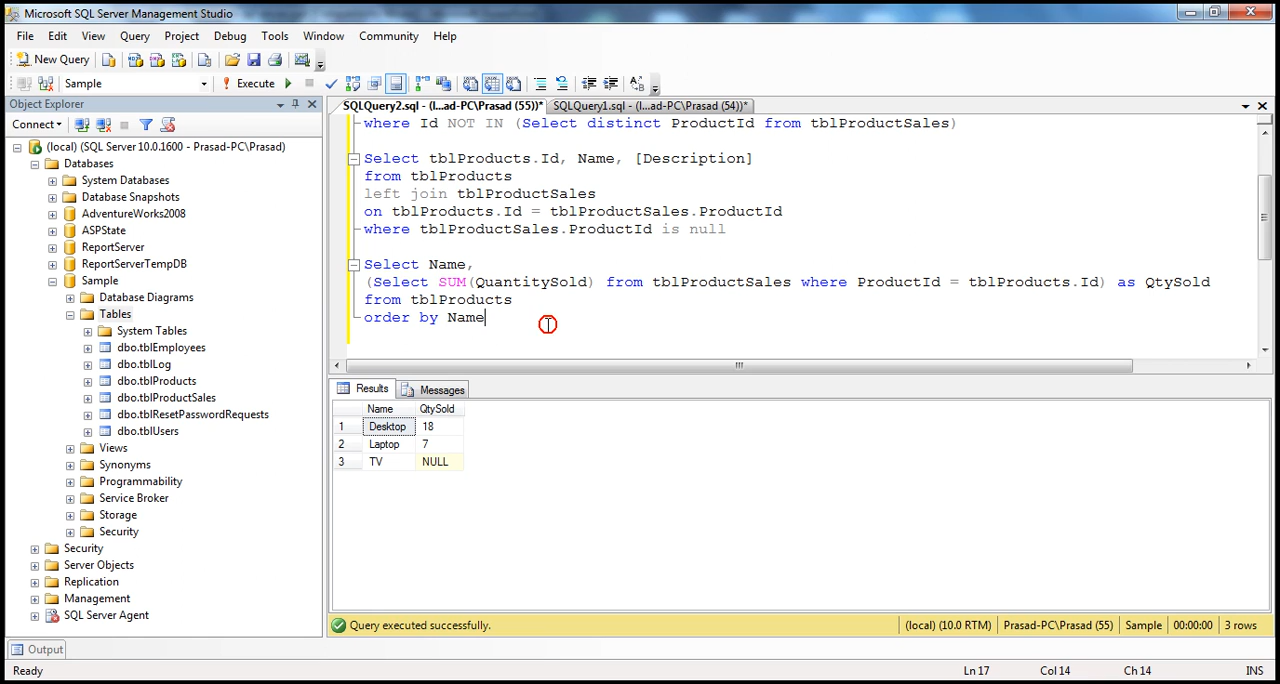 Microsoft SQL Server Management Studio
File Edit View Query Project Debug Tools Window Community Help
New Query
Sample Execute
Object Explorer
SQLQuery2.sql - (l...ad-PC\Prasad (55))* SQLQuery1.sql - (l...ad-PC\Prasad (54))*
Connect
(local) (SQL Server 10.0.1600 - Prasad-PC\Prasad)
Databases
System Databases
Database Snapshots
AdventureWorks2008
ASPState
ReportServer
ReportServerTempDB
Sample
Database Diagrams
Tables
System Tables
dbo.tblEmployees
dbo.tblLog
dbo.tblProducts
dbo.tblProductSales
dbo.tblResetPasswordRequests
dbo.tblUsers
Views
Synonyms
Programmability
Service Broker
Storage
Security
Security
Server Objects
Replication
Management
SQL Server Agent
where Id NOT IN (Select distinct ProductId from tblProductSales)
Select tblProducts.Id, Name, [Description]
from tblProducts
left join tblProductSales
on tblProducts.Id = tblProductSales.ProductId
where tblProductSales.ProductId is null
Select Name,
(Select SUM(QuantitySold) from tblProductSales where ProductId = tblProducts.Id) as QtySold
from tblProducts
order by Name
Results Messages
Name QtySold
1 Desktop 18
2 Laptop 7
3 TV NULL
Query executed successfully. (local) (10.0 RTM) Prasad-PC\Prasad (55) Sample 00:00:00 3 rows
Output
Ready Ln 17 Col 14 Ch 14 INS